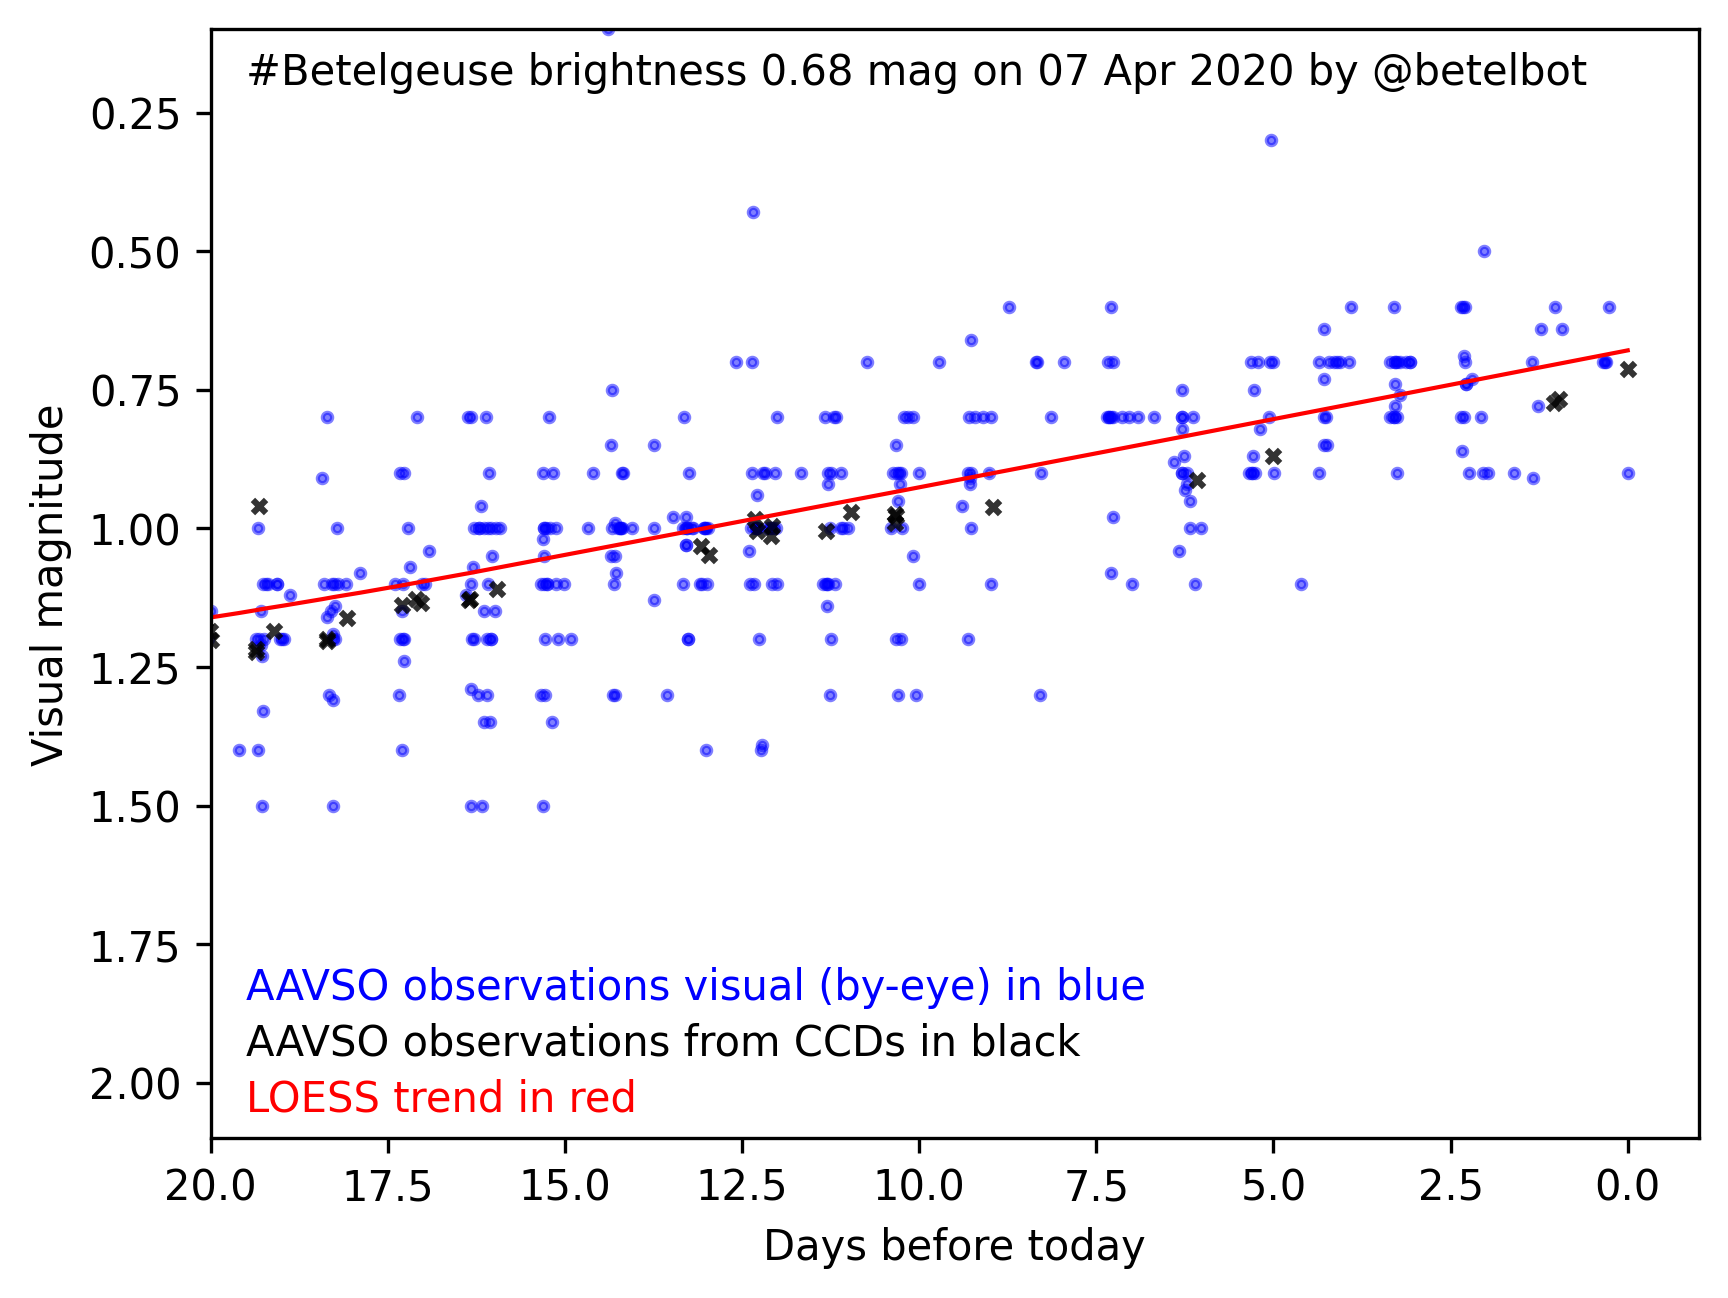 #Betelgeuse brightness 0.68 mag on 07 Apr 2020 by @betelbot
0.25
0.50
0.75
1.00
1.25
1.50
1.75
2.00
Visual magnitude
AAVSO observations visual (by-eye) in blue
AAVSO observations from CCDs in black
LOESS trend in red
20.0 17.5 15.0 12.5 10.0 7.5 5.0 2.5 0.0
Days before today